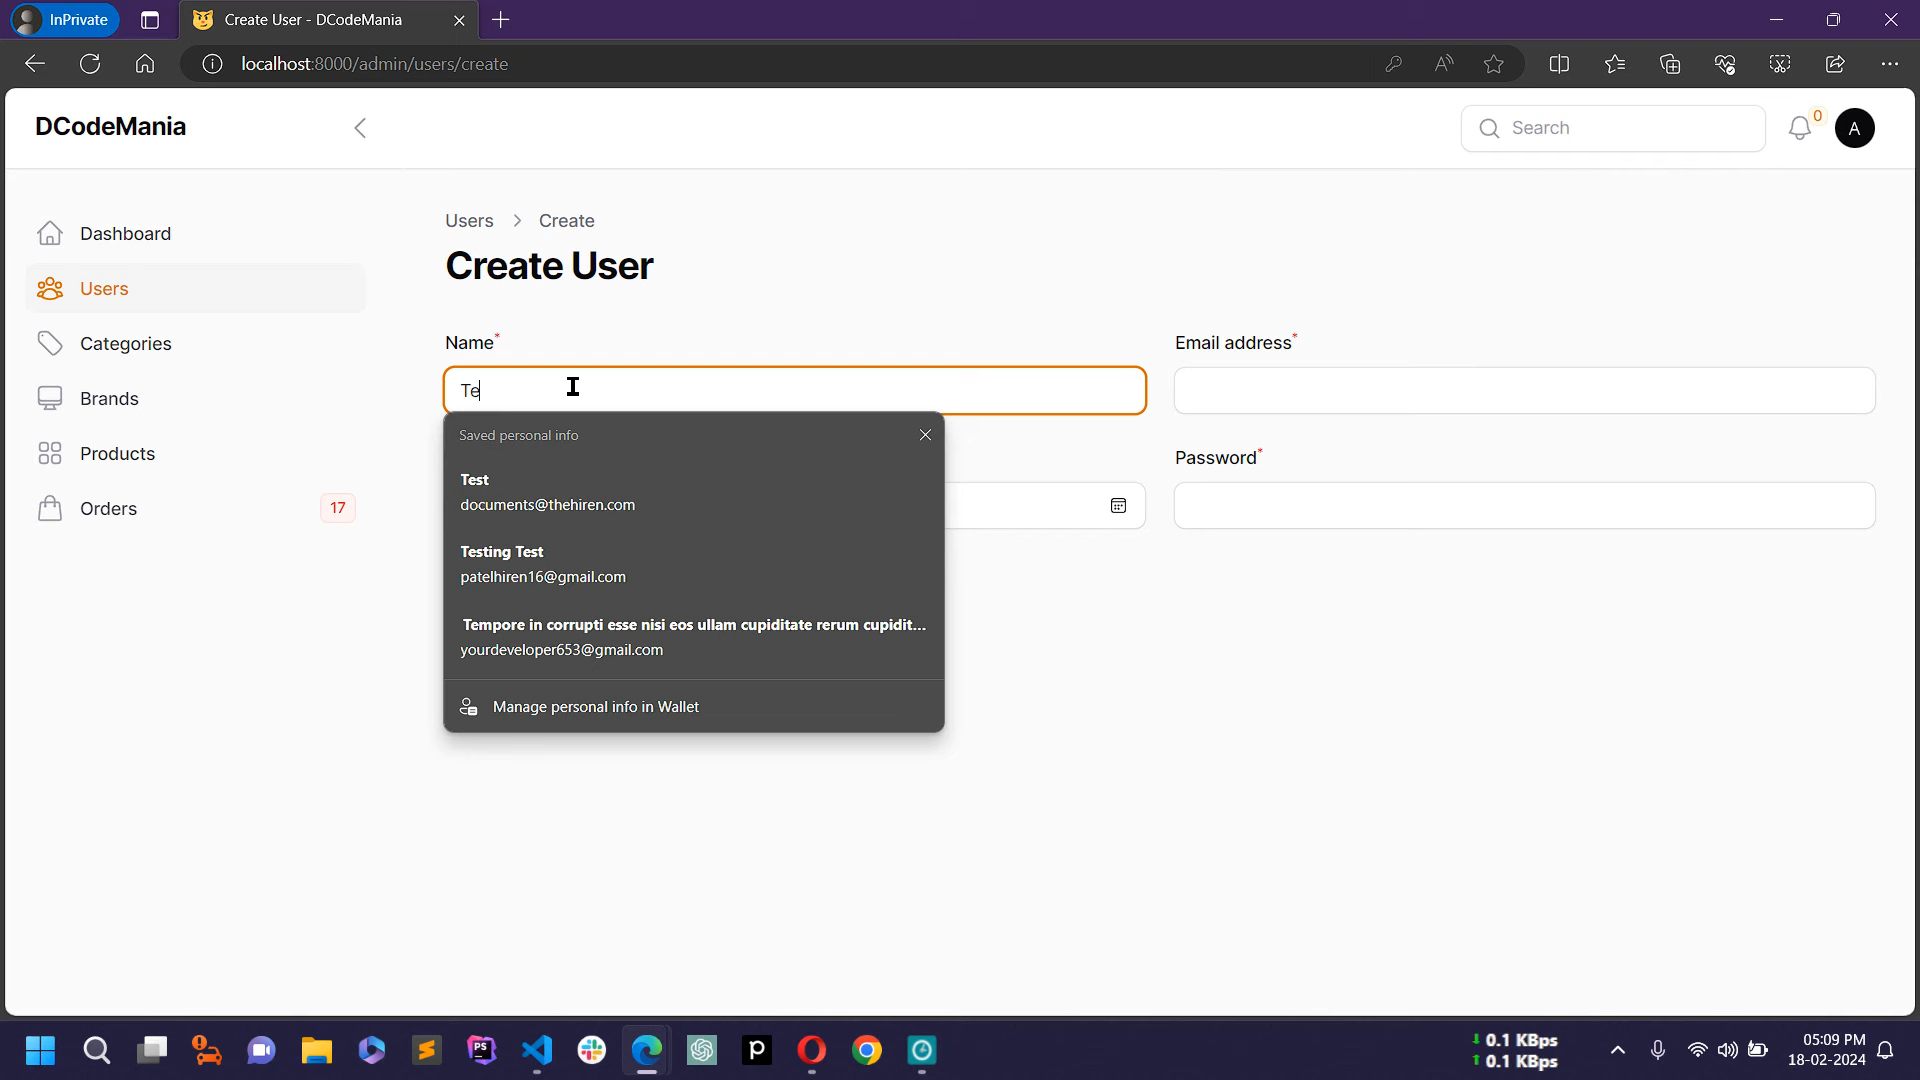 InPrivate
Create User - DCodeMania
localhost:8000/admin/users/create
DCodeMania
Search
0
A
Dashboard
Users
Categories
Brands
Products
Orders
17
Users > Create
Create User
Name*
Te
Email address*
Password*
Saved personal info
Test
documents@thehiren.com
Testing Test
patelhiren16@gmail.com
Tempore in corrupti esse nisi eos ullam cupiditate rerum cupidit...
yourdeveloper653@gmail.com
Manage personal info in Wallet
PS
P
0.1 KBps
0.1 KBps
05:09 PM
18-02-2024